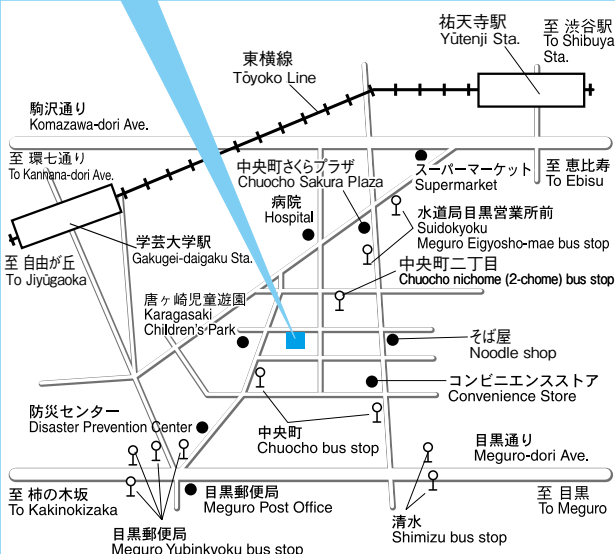 祐天寺駅
Yūtenji Sta.
至 渋谷駅
To Shibuya
Sta.
東横線
Tōyoko Line
駒沢通り
Komazawa-dori Ave.
至 環七通り
To Kannana-dori Ave.
中央町さくらプラザ
Chuocho Sakura Plaza
スーパーマーケット
Supermarket
至 恵比寿
To Ebisu
病院
Hospital
水道局目黒営業所前
Suidokyoku
Meguro Eigyosho-mae bus stop
学芸大学駅
Gakugei-daigaku Sta.
至 自由が丘
To Jiyūgaoka
中央町二丁目
Chuocho nichome (2-chome) bus stop
唐ヶ崎児童遊園
Karagasaki
Children's Park
そば屋
Noodle shop
コンビニエンスストア
Convenience Store
防災センター
Disaster Prevention Center
中央町
Chuocho bus stop
目黒通り
Meguro-dori Ave.
至 柿の木坂
To Kakinokizaka
目黒郵便局
Meguro Post Office
至 目黒
To Meguro
目黒郵便局
Meguro Yubinkyoku bus stop
清水
Shimizu bus stop